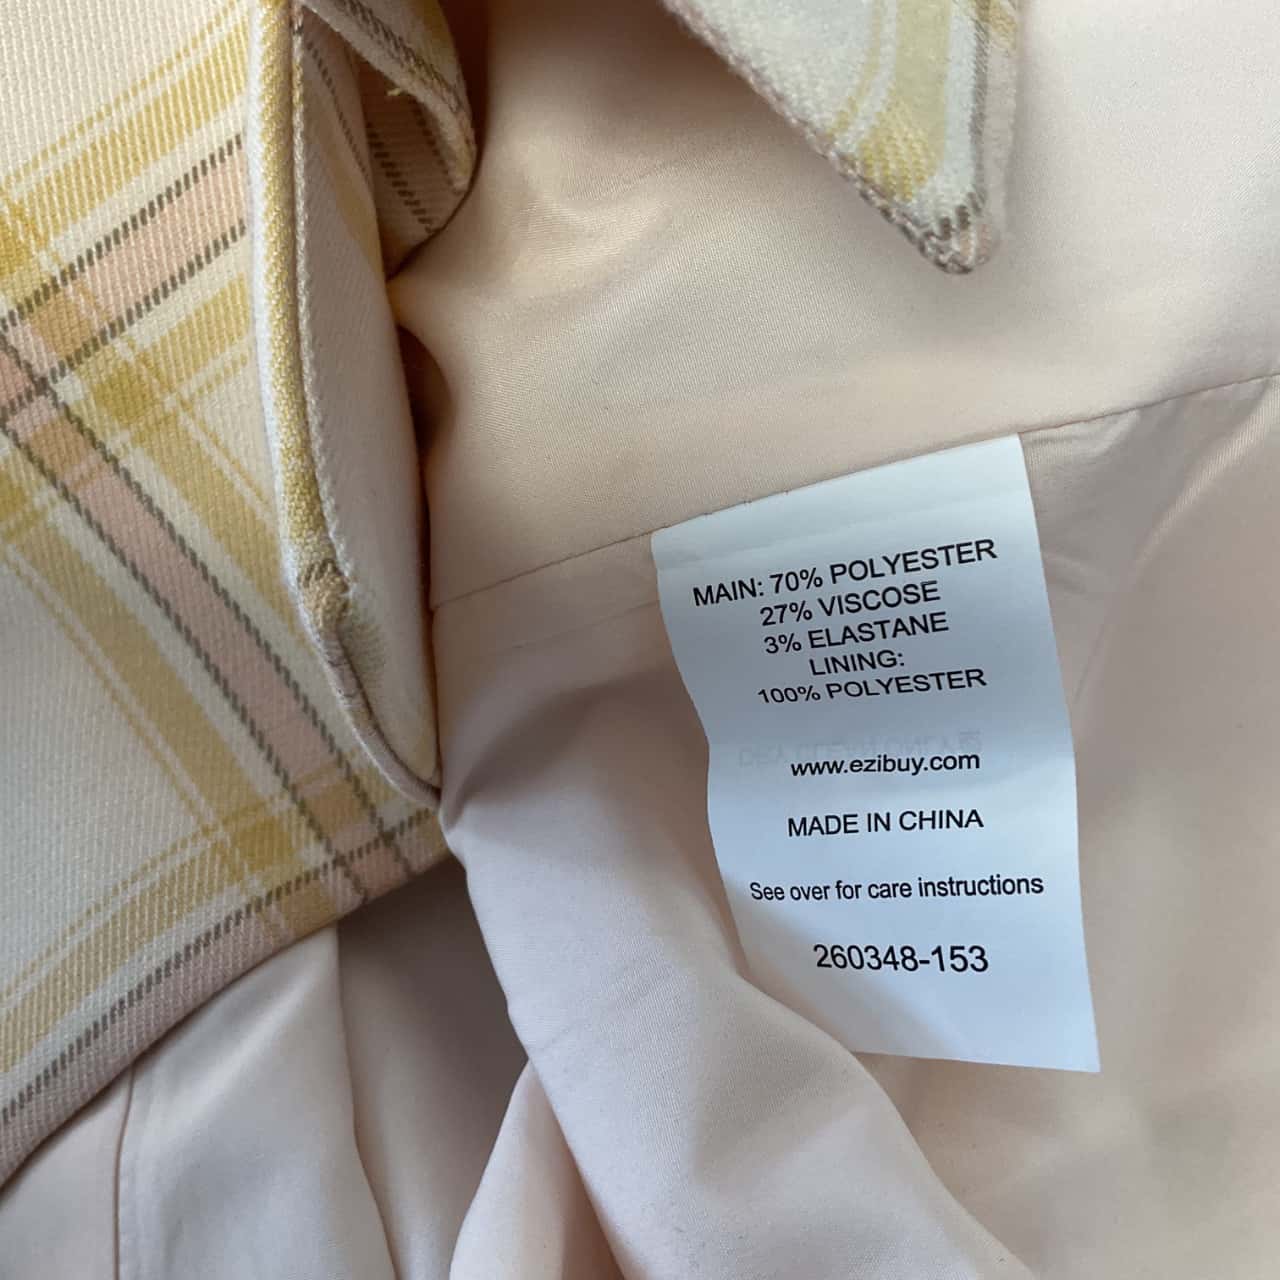 MAIN: 70% POLYESTER
27% VISCOSE
3% ELASTANE
LINING:
100% POLYESTER
www.ezibuy.com
MADE IN CHINA
See over for care instructions
260348-153